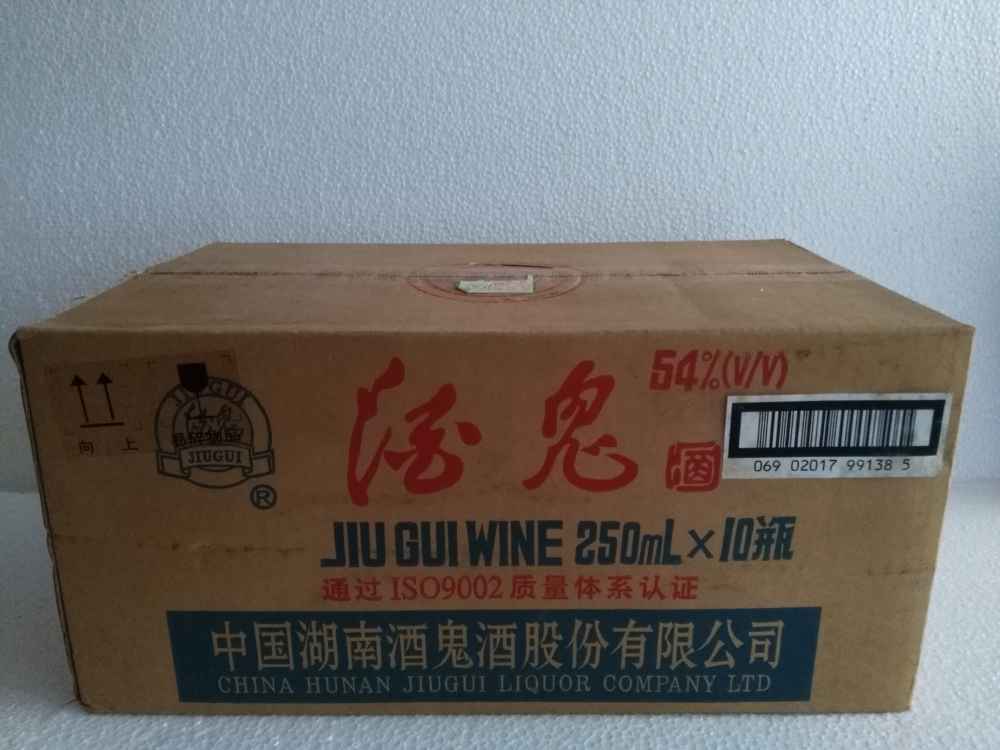 54%(V/V)
酒鬼酒
JIUGUI
JIUGUI
®
向上
069 02017 99138 5
JIU GUI WINE 250mL×10瓶
通过ISO9002质量体系认证
中国湖南酒鬼酒股份有限公司
CHINA HUNAN JIUGUI LIQUOR COMPANY LTD